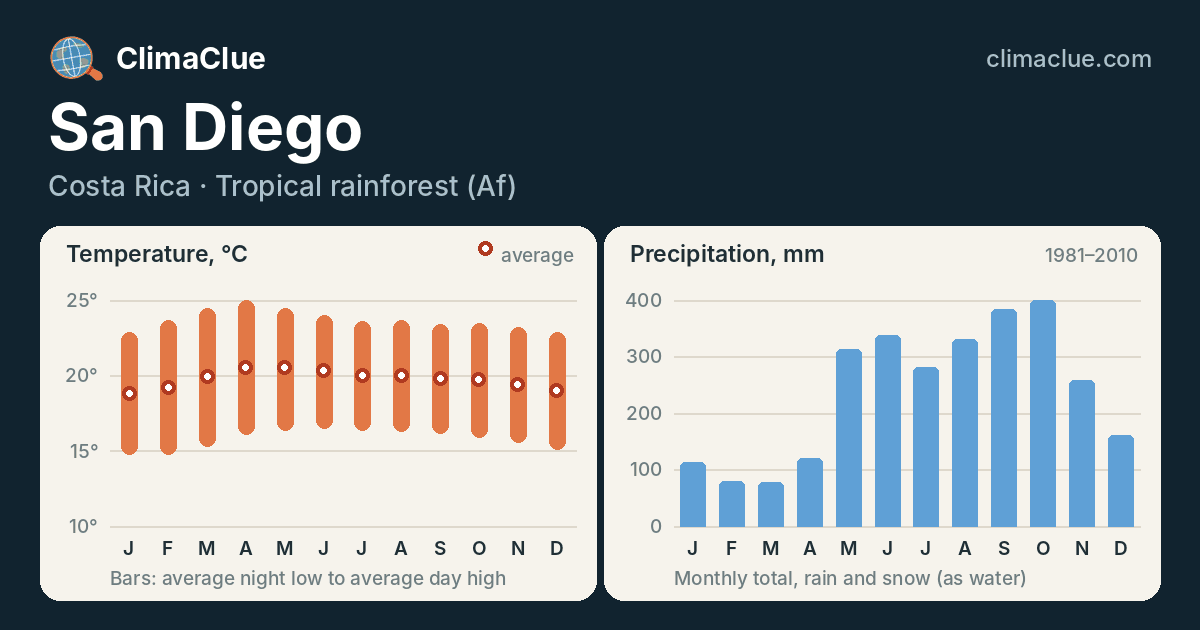 ClimaClue
climaclue.com
San Diego
Costa Rica · Tropical rainforest (Af)
Temperature, °C
average
25°
20°
15°
10°
J F M A M J J A S O N D
Bars: average night low to average day high
Precipitation, mm
1981–2010
400
300
200
100
0
J F M A M J J A S O N D
Monthly total, rain and snow (as water)